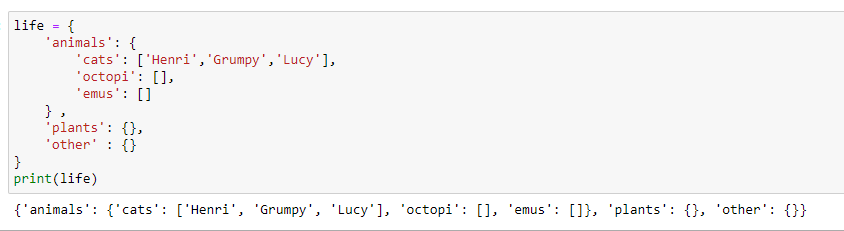 life = {
    'animals': {
        'cats': ['Henri','Grumpy','Lucy'],
        'octopi': [],
        'emus': []
    } ,
    'plants': {},
    'other' : {}
}
print(life)
{'animals': {'cats': ['Henri', 'Grumpy', 'Lucy'], 'octopi': [], 'emus': []}, 'plants': {}, 'other': {}}